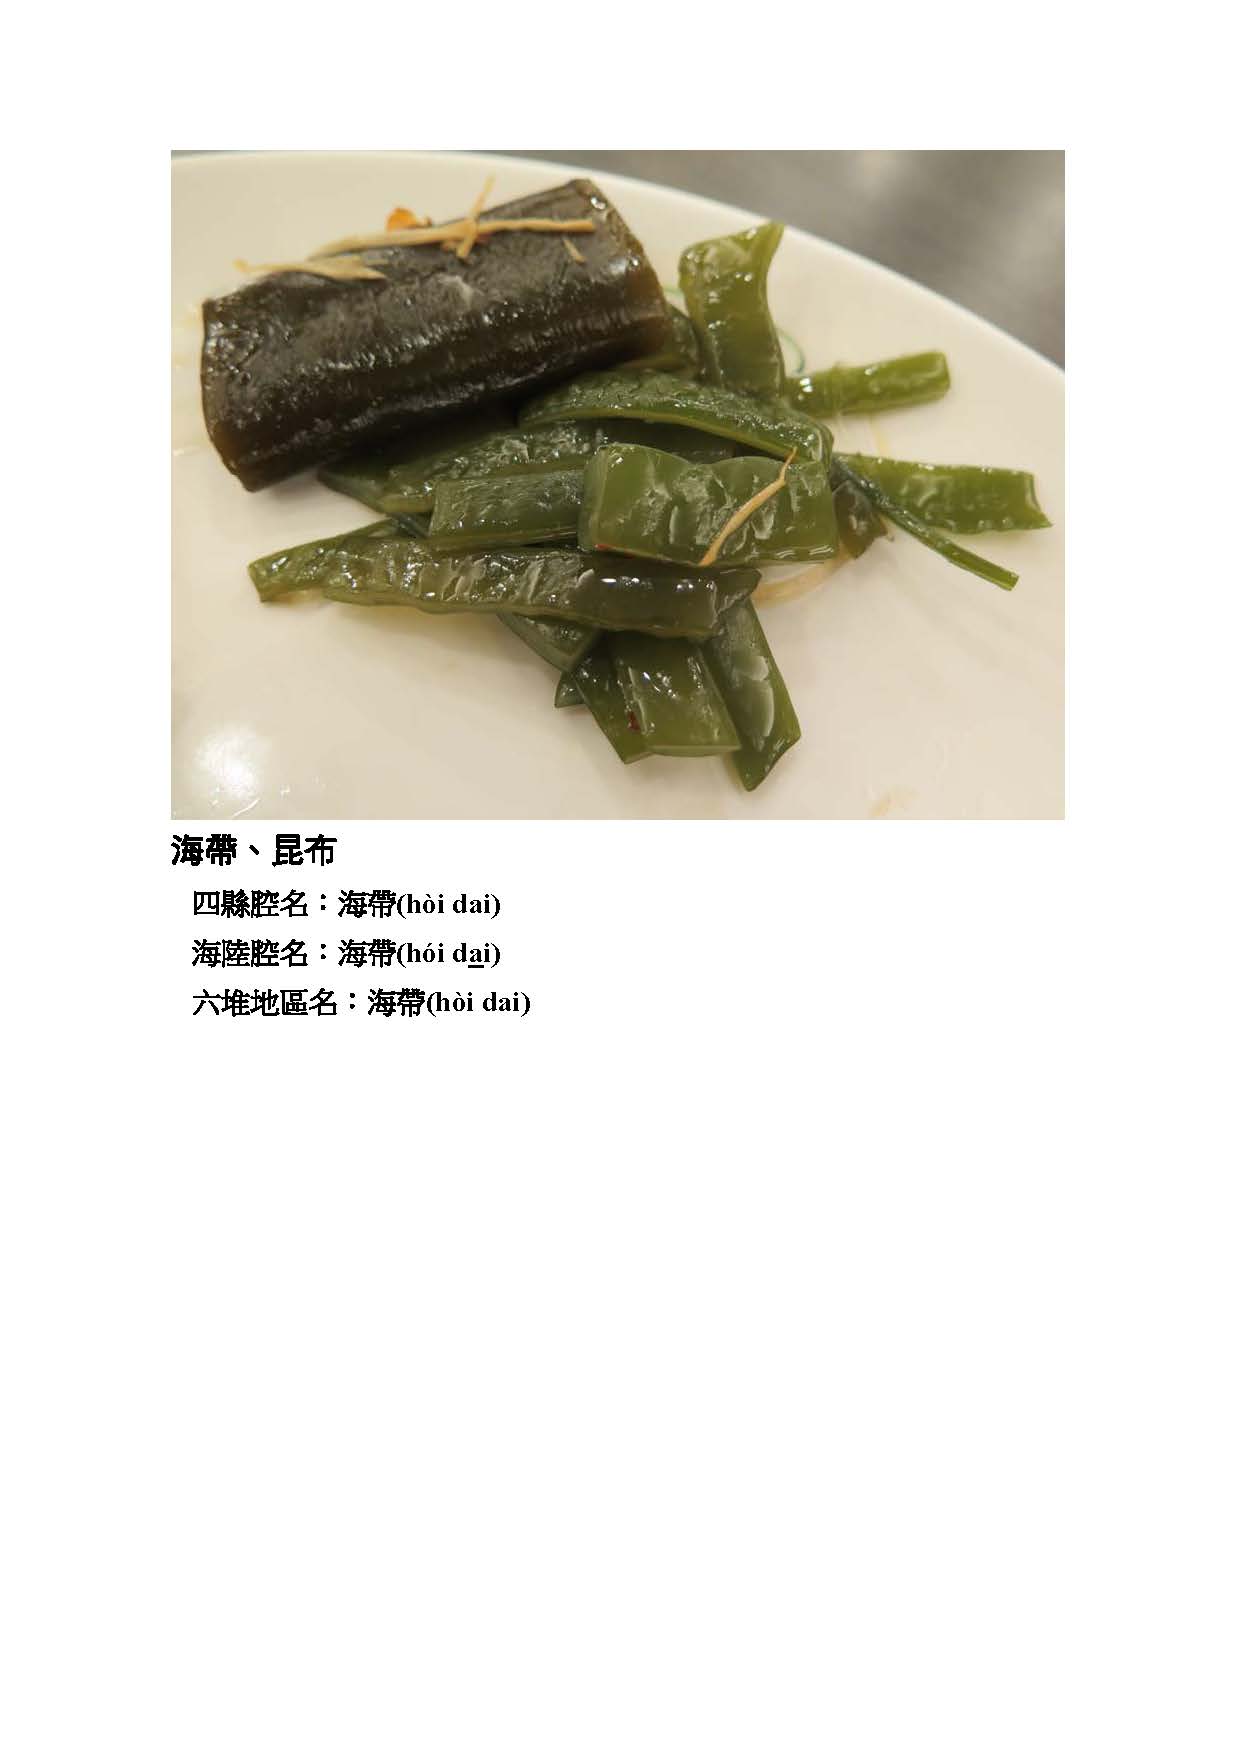 海帶、昆布
四縣腔名：海帶(hòi dai)
海陸腔名：海帶(hói da̲i)
六堆地區名：海帶(hòi dai)